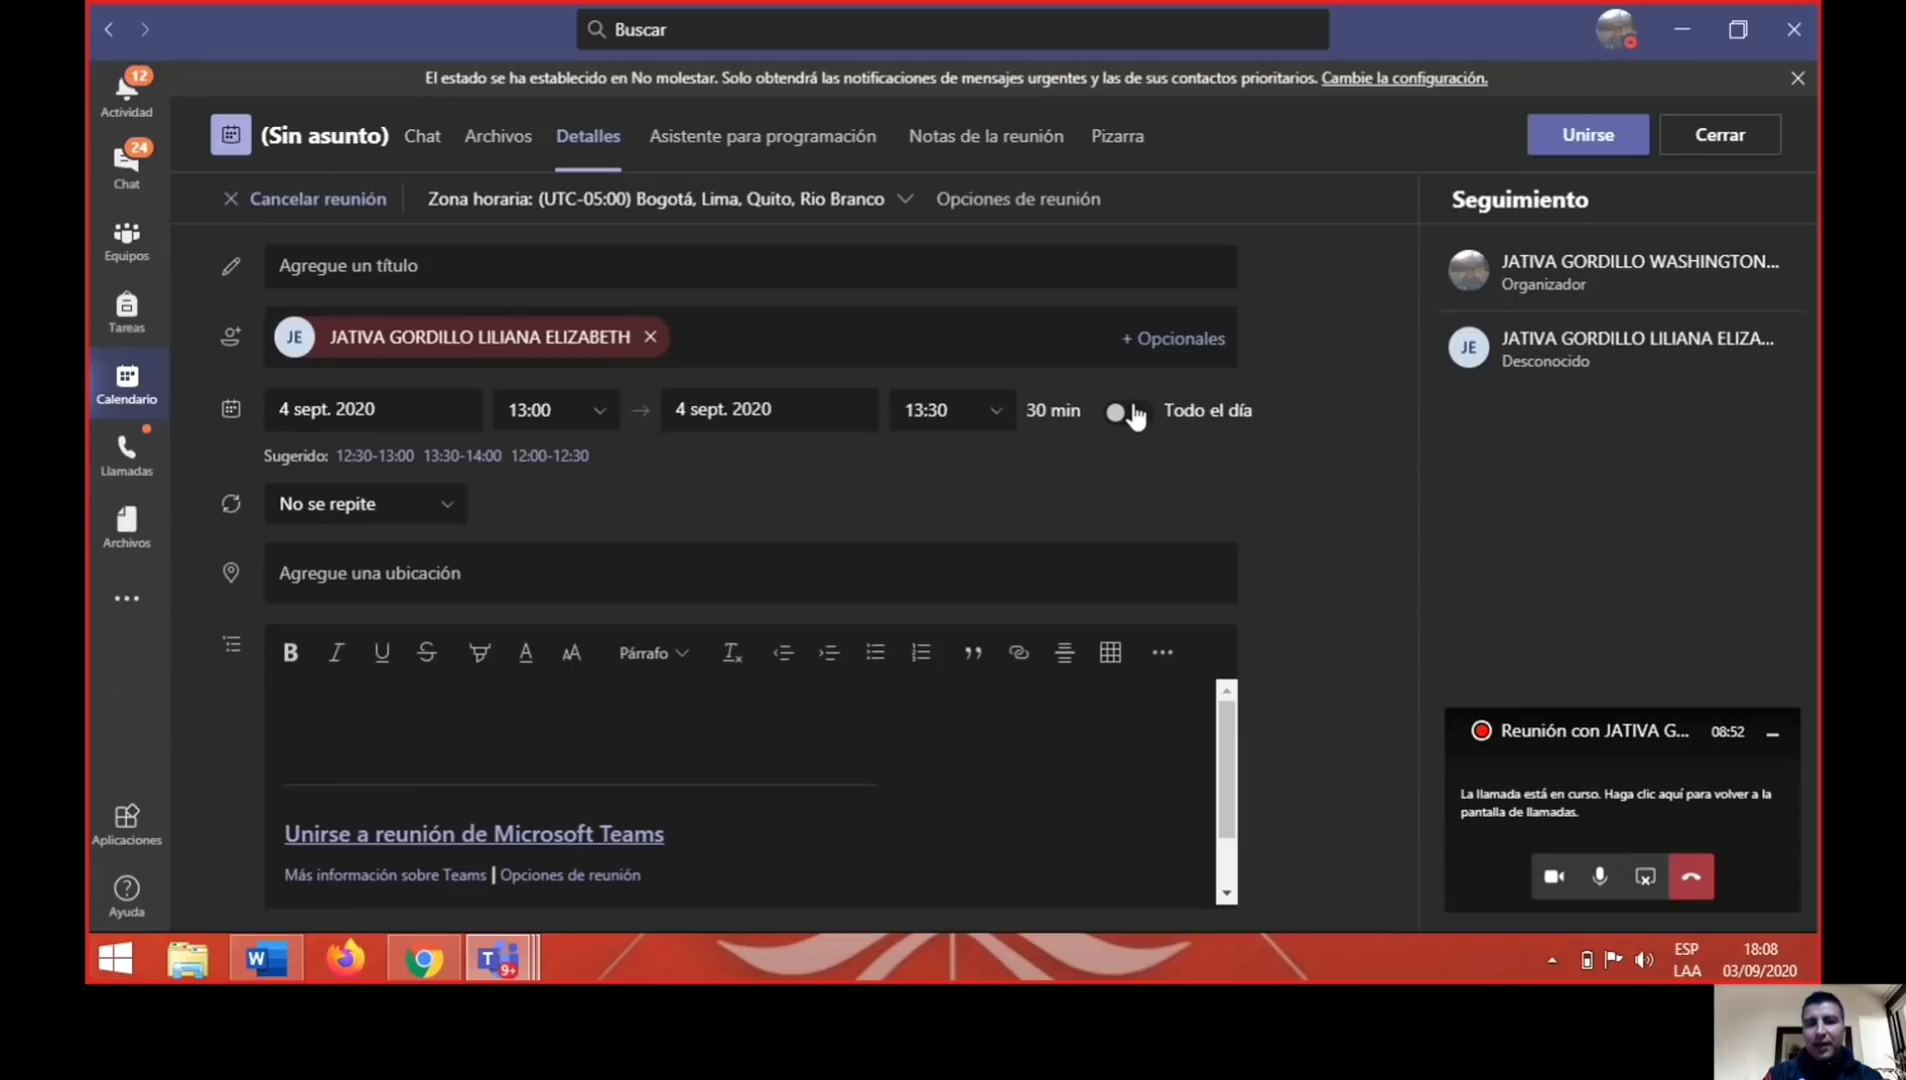 Buscar
El estado se ha establecido en No molestar. Solo obtendrá las notificaciones de mensajes urgentes y las de sus contactos prioritarios. Cambie la configuración.
12
Actividad
24
Chat
Equipos
Tareas
Calendario
Llamadas
Archivos
Aplicaciones
Ayuda
(Sin asunto) Chat Archivos Detalles Asistente para programación Notas de la reunión Pizarra
Unirse Cerrar
Cancelar reunión Zona horaria: (UTC-05:00) Bogotá, Lima, Quito, Rio Branco Opciones de reunión
Agregue un título
JE JATIVA GORDILLO LILIANA ELIZABETH + Opcionales
4 sept. 2020 13:00 4 sept. 2020 13:30 30 min Todo el día
Sugerido: 12:30-13:00 13:30-14:00 12:00-12:30
No se repite
Agregue una ubicación
B I U S A AA Párrafo
Unirse a reunión de Microsoft Teams
Más información sobre Teams | Opciones de reunión
Seguimiento
JATIVA GORDILLO WASHINGTON...
Organizador
JE JATIVA GORDILLO LILIANA ELIZA...
Desconocido
Reunión con JATIVA G... 08:52
La llamada está en curso. Haga clic aquí para volver a la
pantalla de llamadas.
W
T
9+
ESP
LAA
18:08
03/09/2020